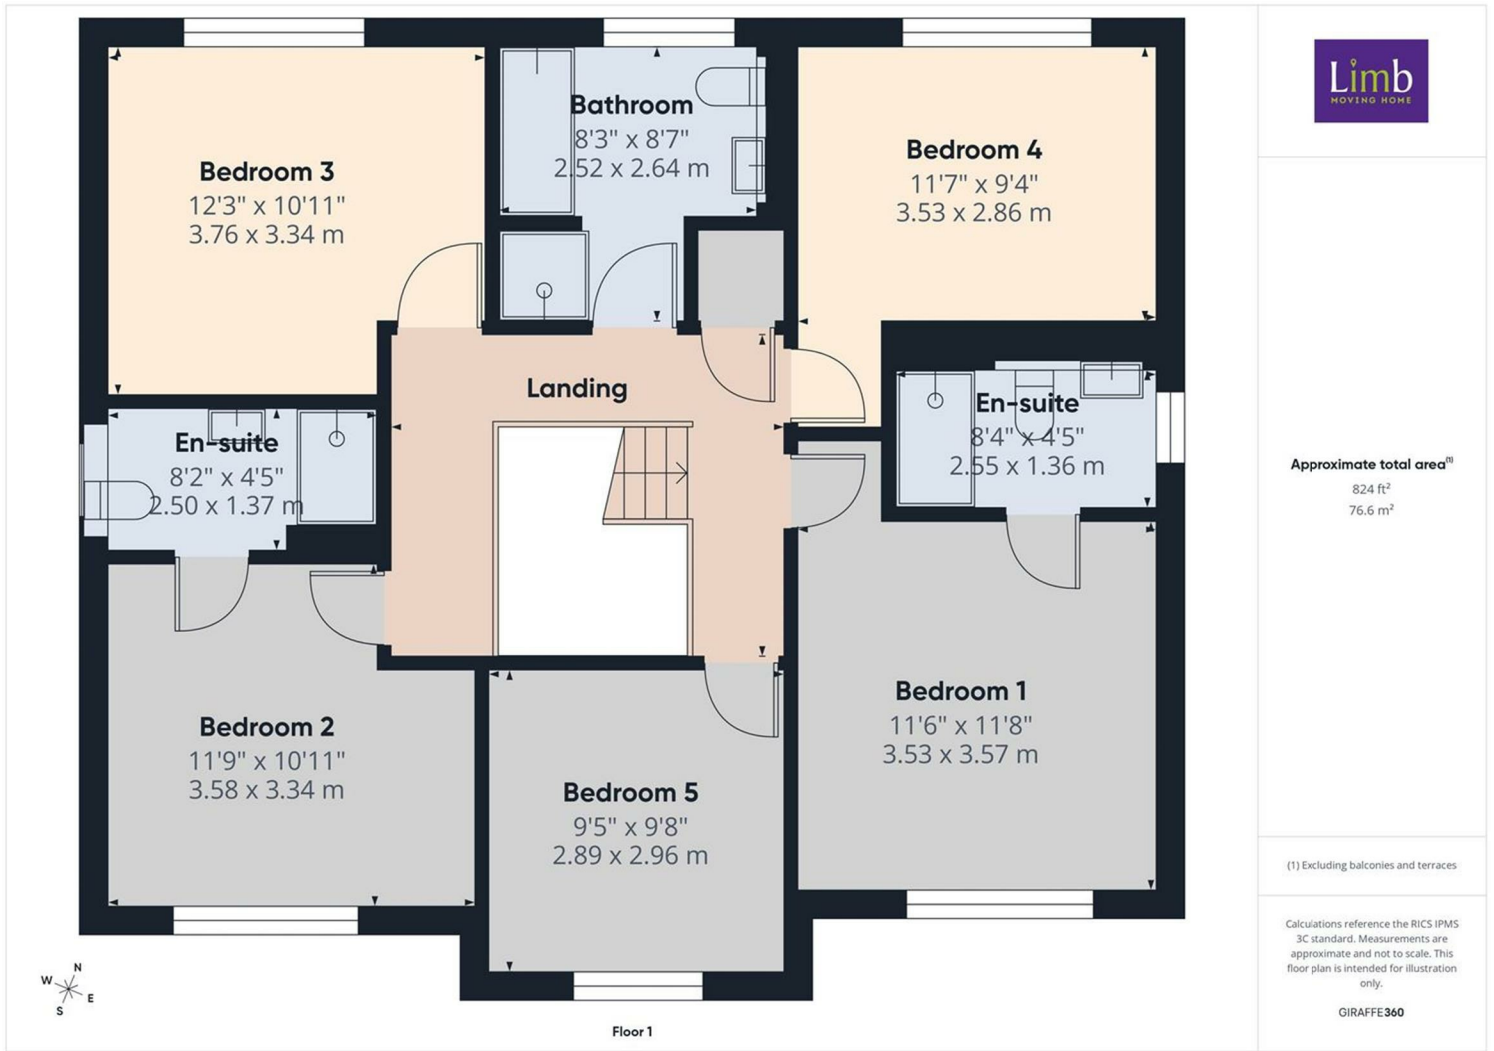 Bedroom 3
12'3" x 10'11"
3.76 x 3.34 m
Bathroom
8'3" x 8'7"
2.52 x 2.64 m
Bedroom 4
11'7" x 9'4"
3.53 x 2.86 m
Landing
En-suite
8'2" x 4'5"
2.50 x 1.37 m
En-suite
8'4" x 4'5"
2.55 x 1.36 m
Bedroom 2
11'9" x 10'11"
3.58 x 3.34 m
Bedroom 5
9'5" x 9'8"
2.89 x 2.96 m
Bedroom 1
11'6" x 11'8"
3.53 x 3.57 m
N
W
E
S
Floor 1
Limb
MOVING HOME
Approximate total area⁽¹⁾
824 ft²
76.6 m²
(1) Excluding balconies and terraces
Calculations reference the RICS IPMS
3C standard. Measurements are
approximate and not to scale. This
floor plan is intended for illustration
only.
GIRAFFE360